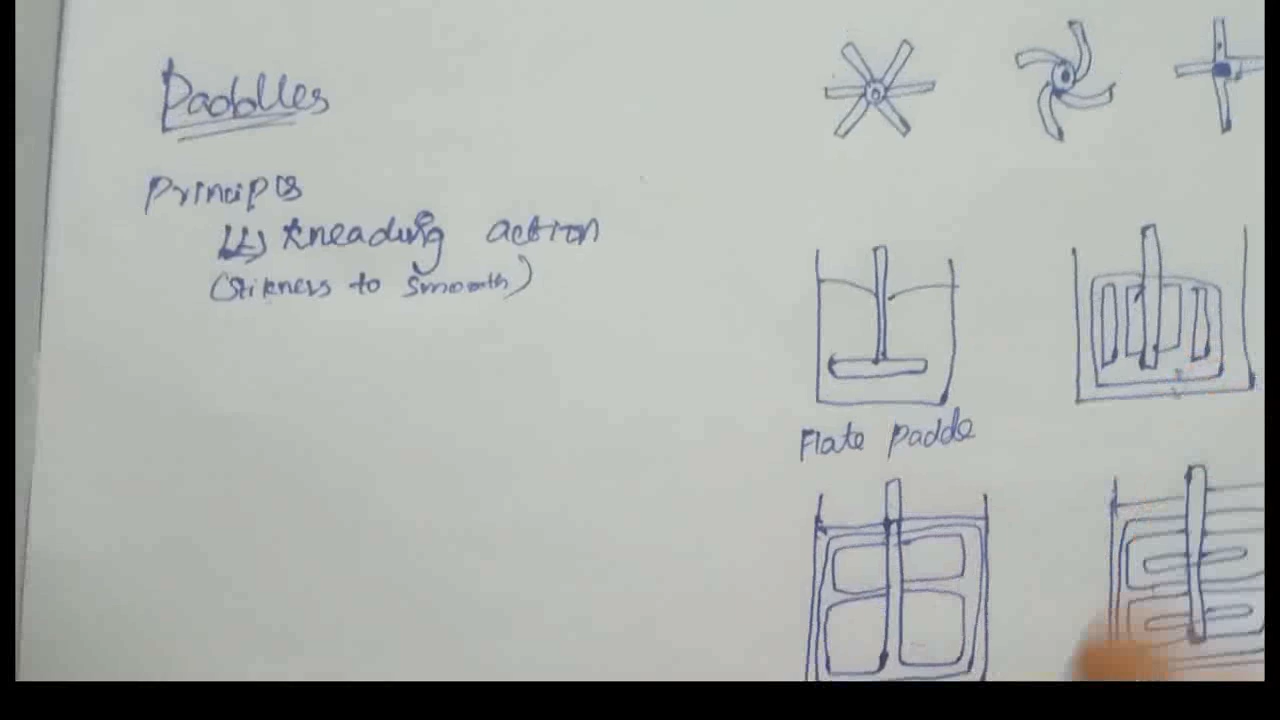 Paddles
Principle
↳ kneading action
(Stikness to smooth)
Flate paddle